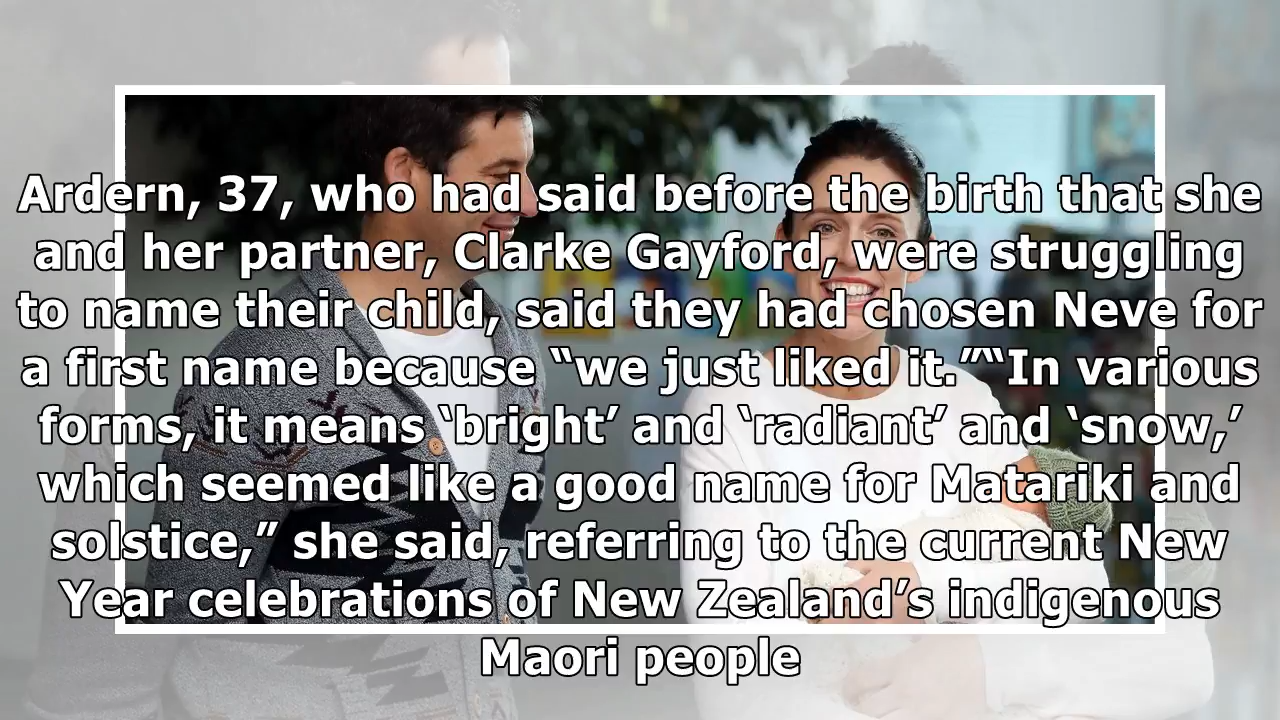 Ardern, 37, who had said before the birth that she
and her partner, Clarke Gayford, were struggling
to name their child, said they had chosen Neve for
a first name because “we just liked it.”“In various
forms, it means ‘bright’ and ‘radiant’ and ‘snow,’
which seemed like a good name for Matariki and
solstice,” she said, referring to the current New
Year celebrations of New Zealand’s indigenous
Maori people